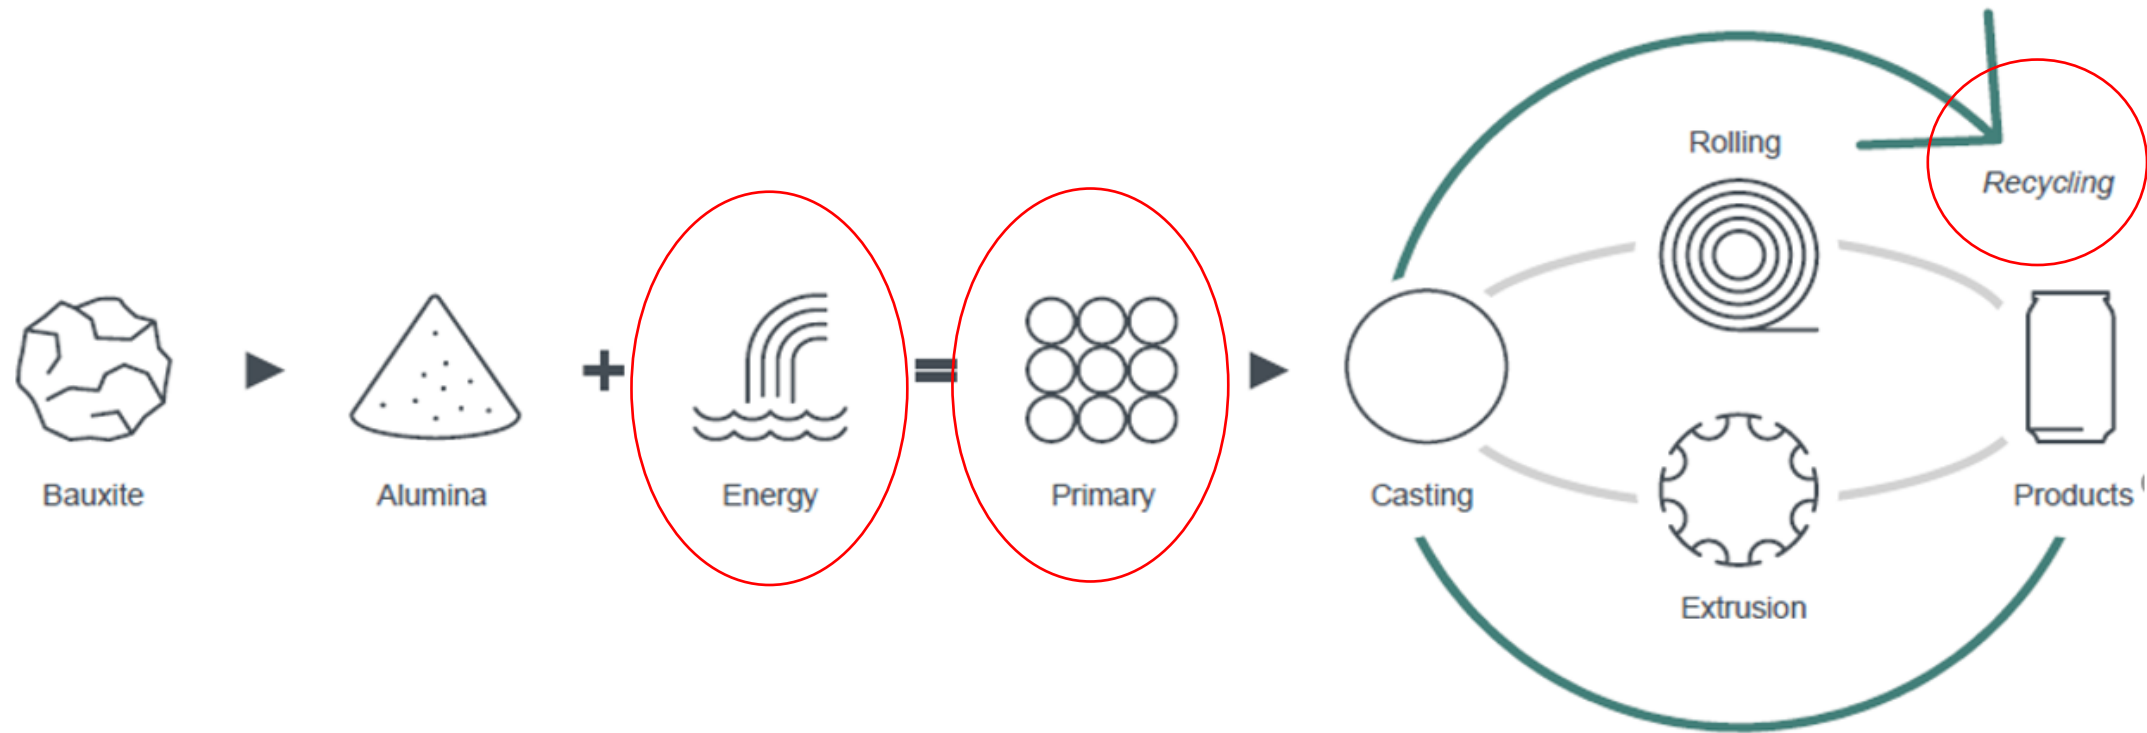 Rolling
Recycling
Bauxite
Alumina
Energy
Primary
Casting
Products
Extrusion